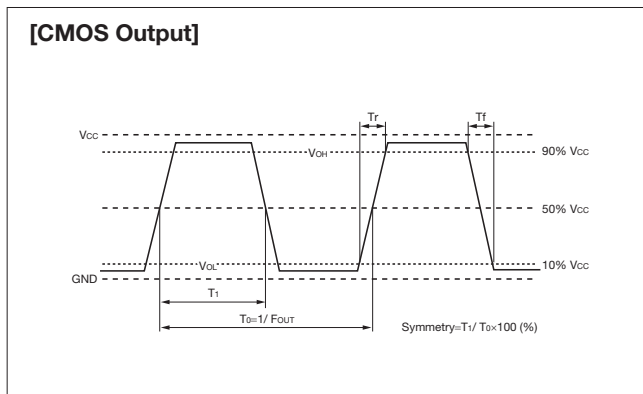 [CMOS Output]
Tr
Tf
VCC
VOH
90% VCC
50% VCC
VOL
10% VCC
GND
T1
T0=1/ FOUT
Symmetry=T1/ T0×100 (%)